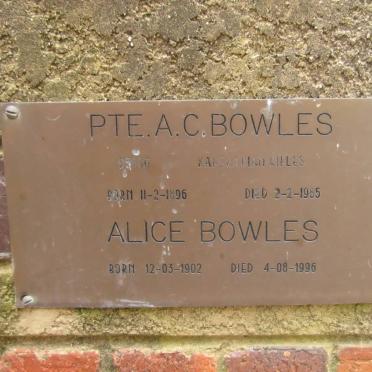 PTE. A. C. BOWLES
RIFLES
BORN 11-2-1896 DIED 2-2-1985
ALICE BOWLES
BORN 12-03-1902 DIED 4-08-1996